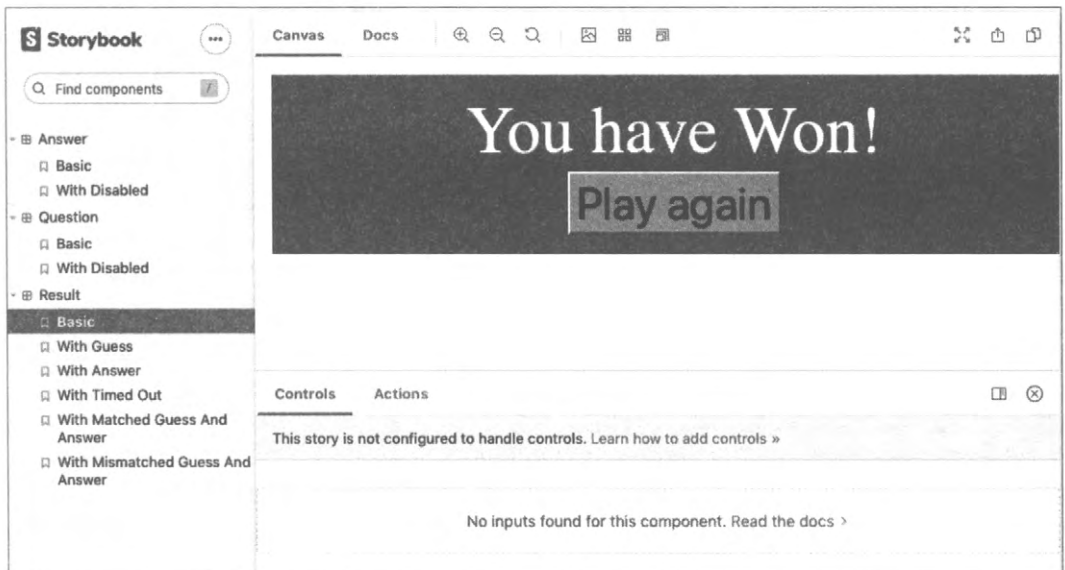 Storybook
Find components
/
Answer
Basic
With Disabled
Question
Basic
With Disabled
Result
Basic
With Guess
With Answer
With Timed Out
With Matched Guess And
Answer
With Mismatched Guess And
Answer
Canvas Docs
You have Won!
Play again
Controls Actions
This story is not configured to handle controls. Learn how to add controls »
No inputs found for this component. Read the docs >